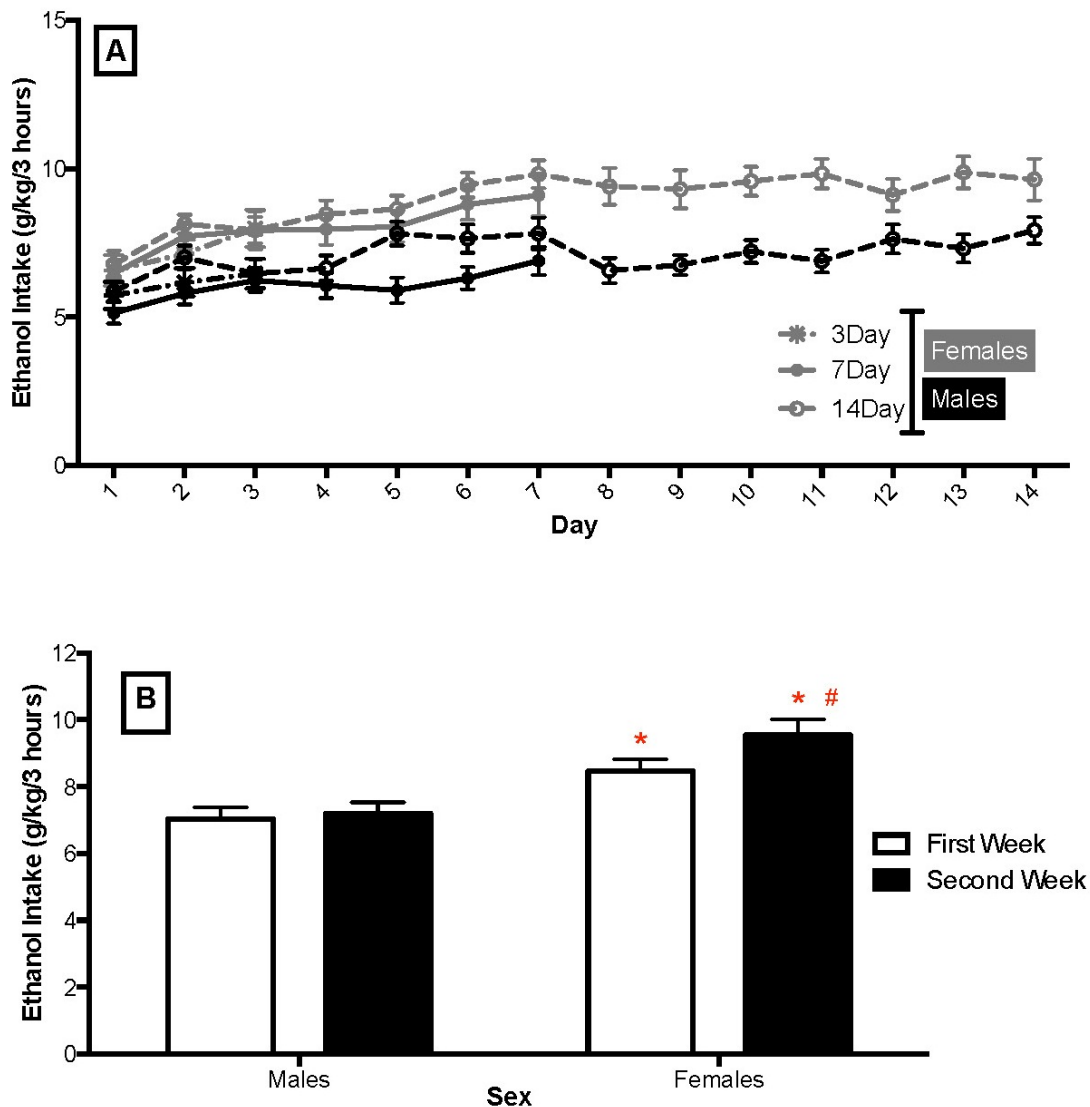 A
15
10
5
0
Ethanol Intake (g/kg/3 hours)
3Day
7Day
14Day
Females
Males
1 2 3 4 5 6 7 8 9 10 11 12 13 14
Day
B
12
10
8
6
4
2
0
Ethanol Intake (g/kg/3 hours)
*
* #
First Week
Second Week
Males Females
Sex